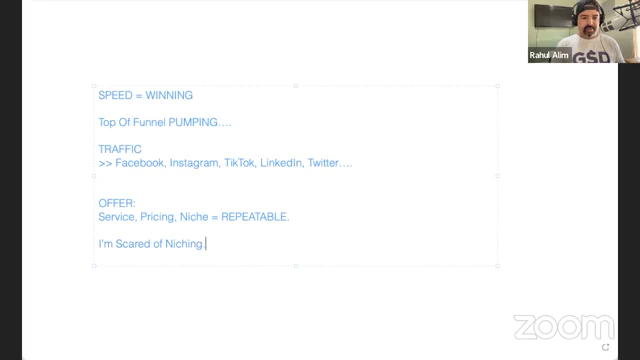 Rahul Alim
G$D
SPEED = WINNING
Top Of Funnel PUMPING....
TRAFFIC
>> Facebook, Instagram, TikTok, LinkedIn, Twitter....
OFFER:
Service, Pricing, Niche = REPEATABLE.
I'm Scared of Niching
zoom